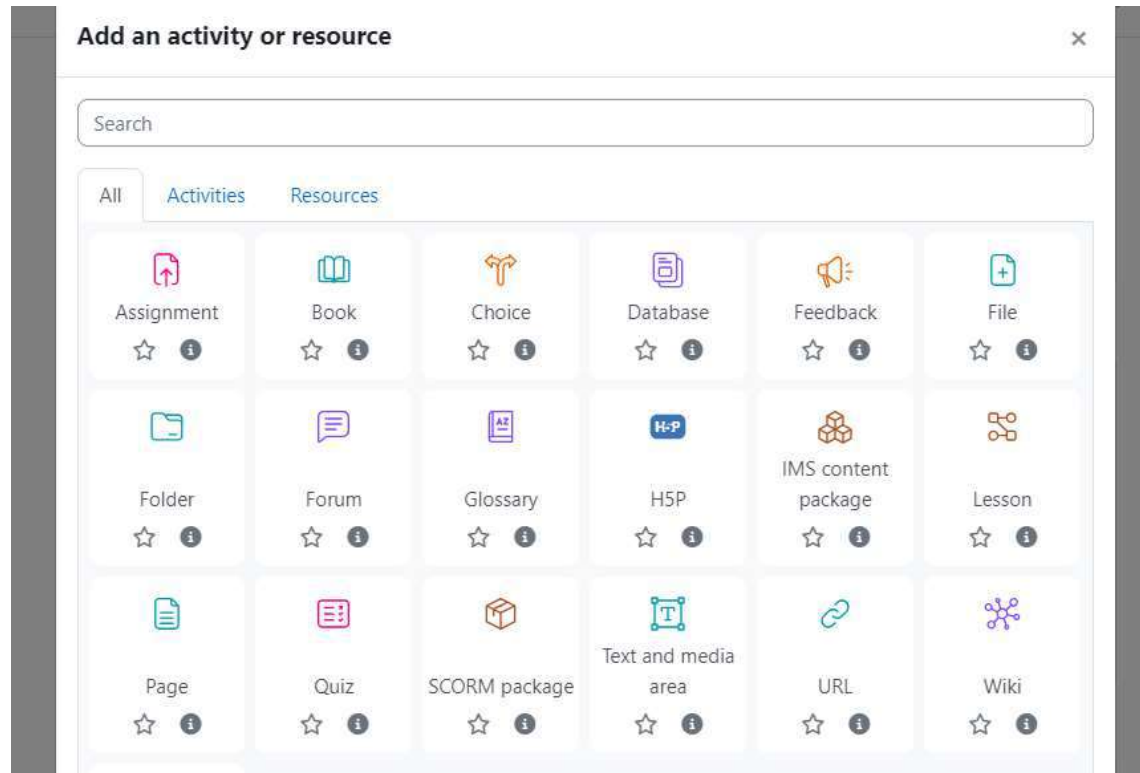 Add an activity or resource
×
Search
All Activities Resources
Assignment Book Choice Database Feedback File
Folder Forum Glossary H5P IMS content package Lesson
Page Quiz SCORM package Text and media area URL Wiki